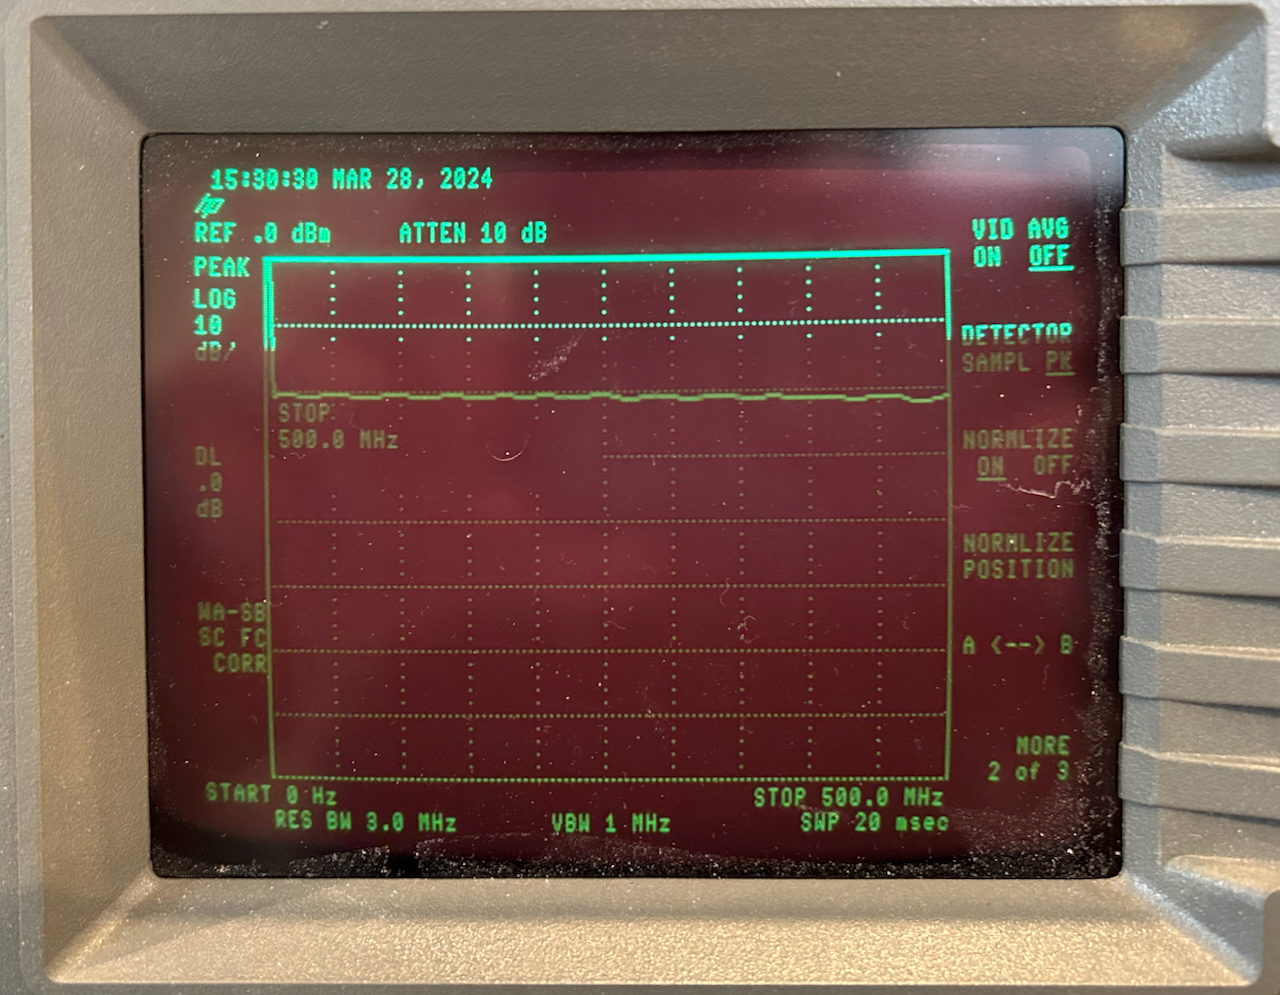 15:30:30 MAR 28, 2024
hp
REF .0 dBm ATTEN 10 dB
VID AVG
ON OFF
PEAK
LOG
10
dB/
DETECTOR
SAMPL PK
STOP
500.0 MHz
NORMLIZE
ON OFF
DL
.0
dB
NORMLIZE
POSITION
WA-SB
SC FC
CORR
A <--> B
MORE
2 of 3
START 0 Hz STOP 500.0 MHz
RES BW 3.0 MHz VBW 1 MHz SWP 20 msec